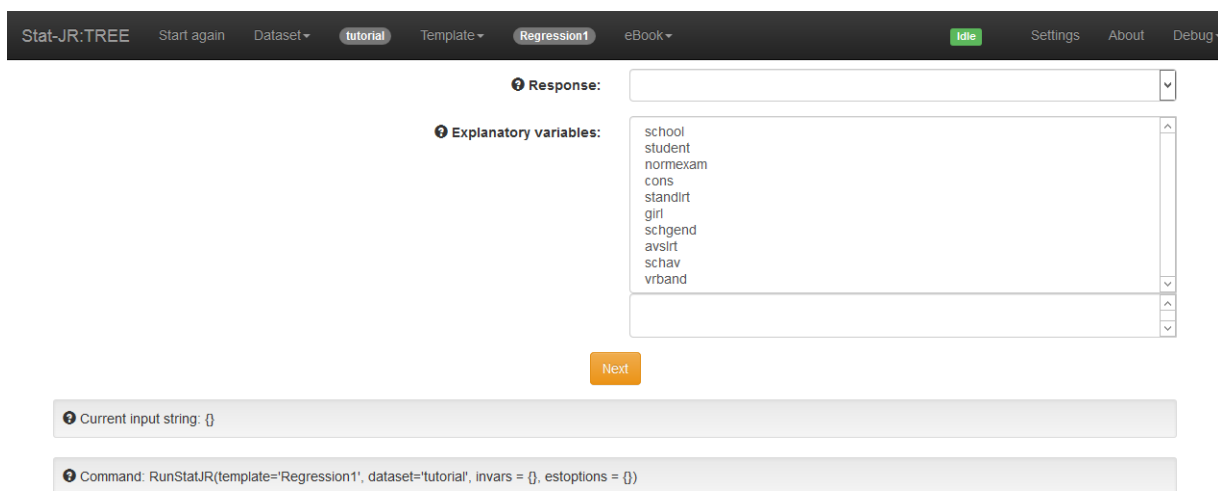 Stat-JR:TREE Start again Dataset tutorial Template Regression1 eBook Idle Settings About Debug
Response:
Explanatory variables:
school
student
normexam
cons
standlrt
girl
schgend
avslrt
schav
vrband
Next
Current input string: {}
Command: RunStatJR(template='Regression1', dataset='tutorial', invars = {}, estoptions = {})